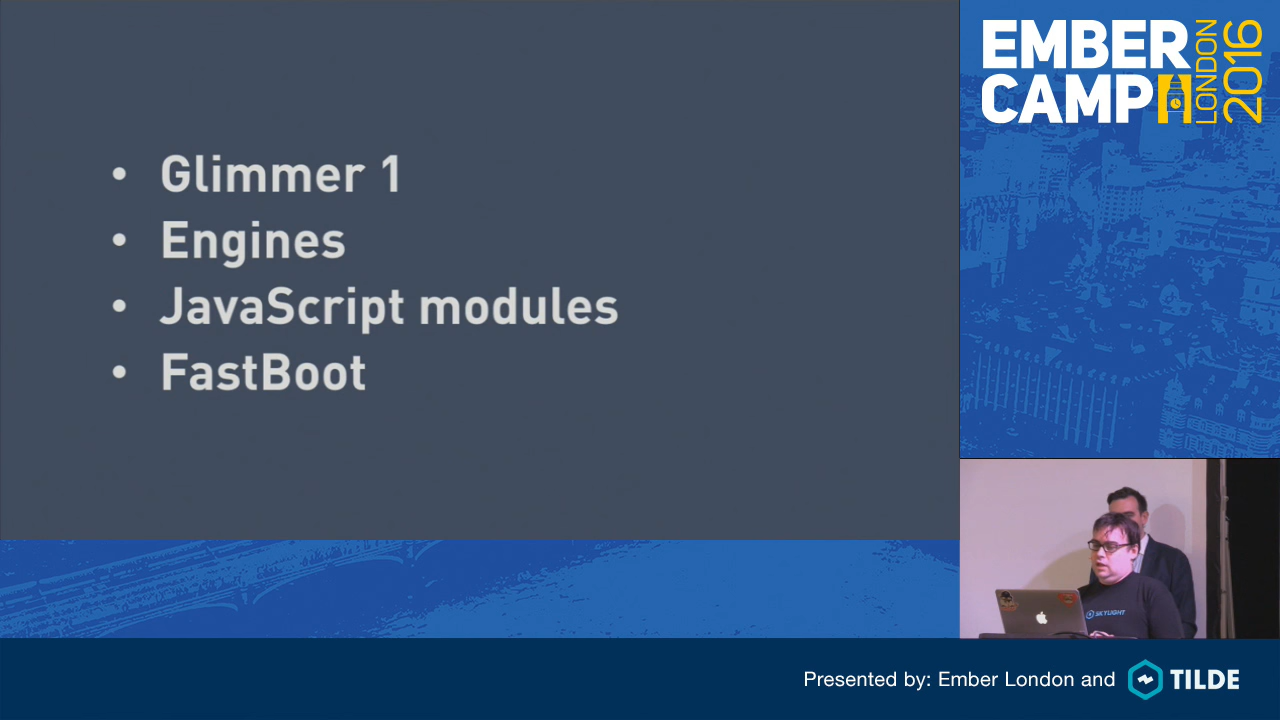 • Glimmer 1
• Engines
• JavaScript modules
• FastBoot
EMBER
CAMP
LONDON
2016
SKYLIGHT
Presented by: Ember London and TILDE